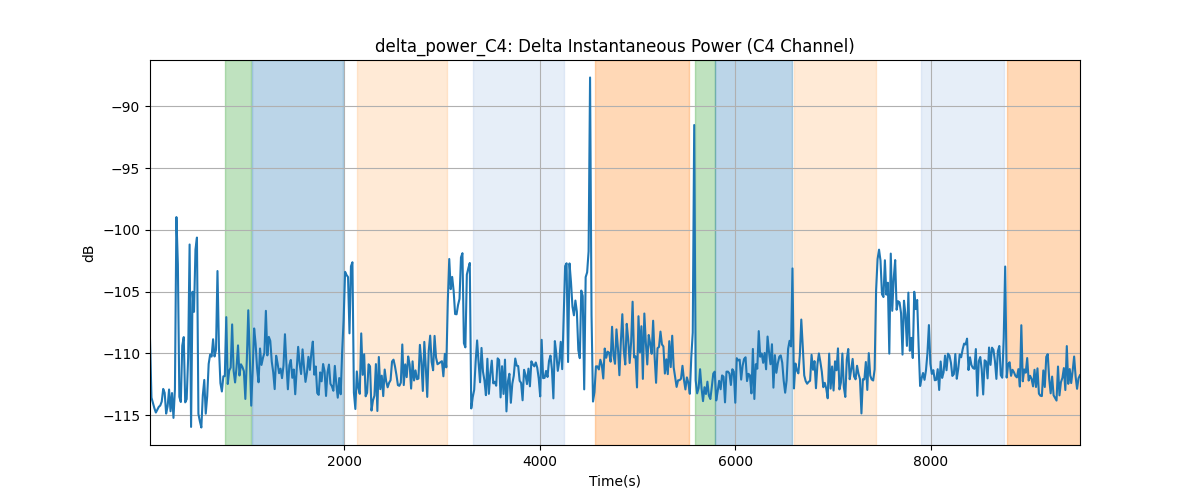 delta_power_C4: Delta Instantaneous Power (C4 Channel)
−90
−95
−100
−105
−110
−115
dB
2000 4000 6000 8000
Time(s)